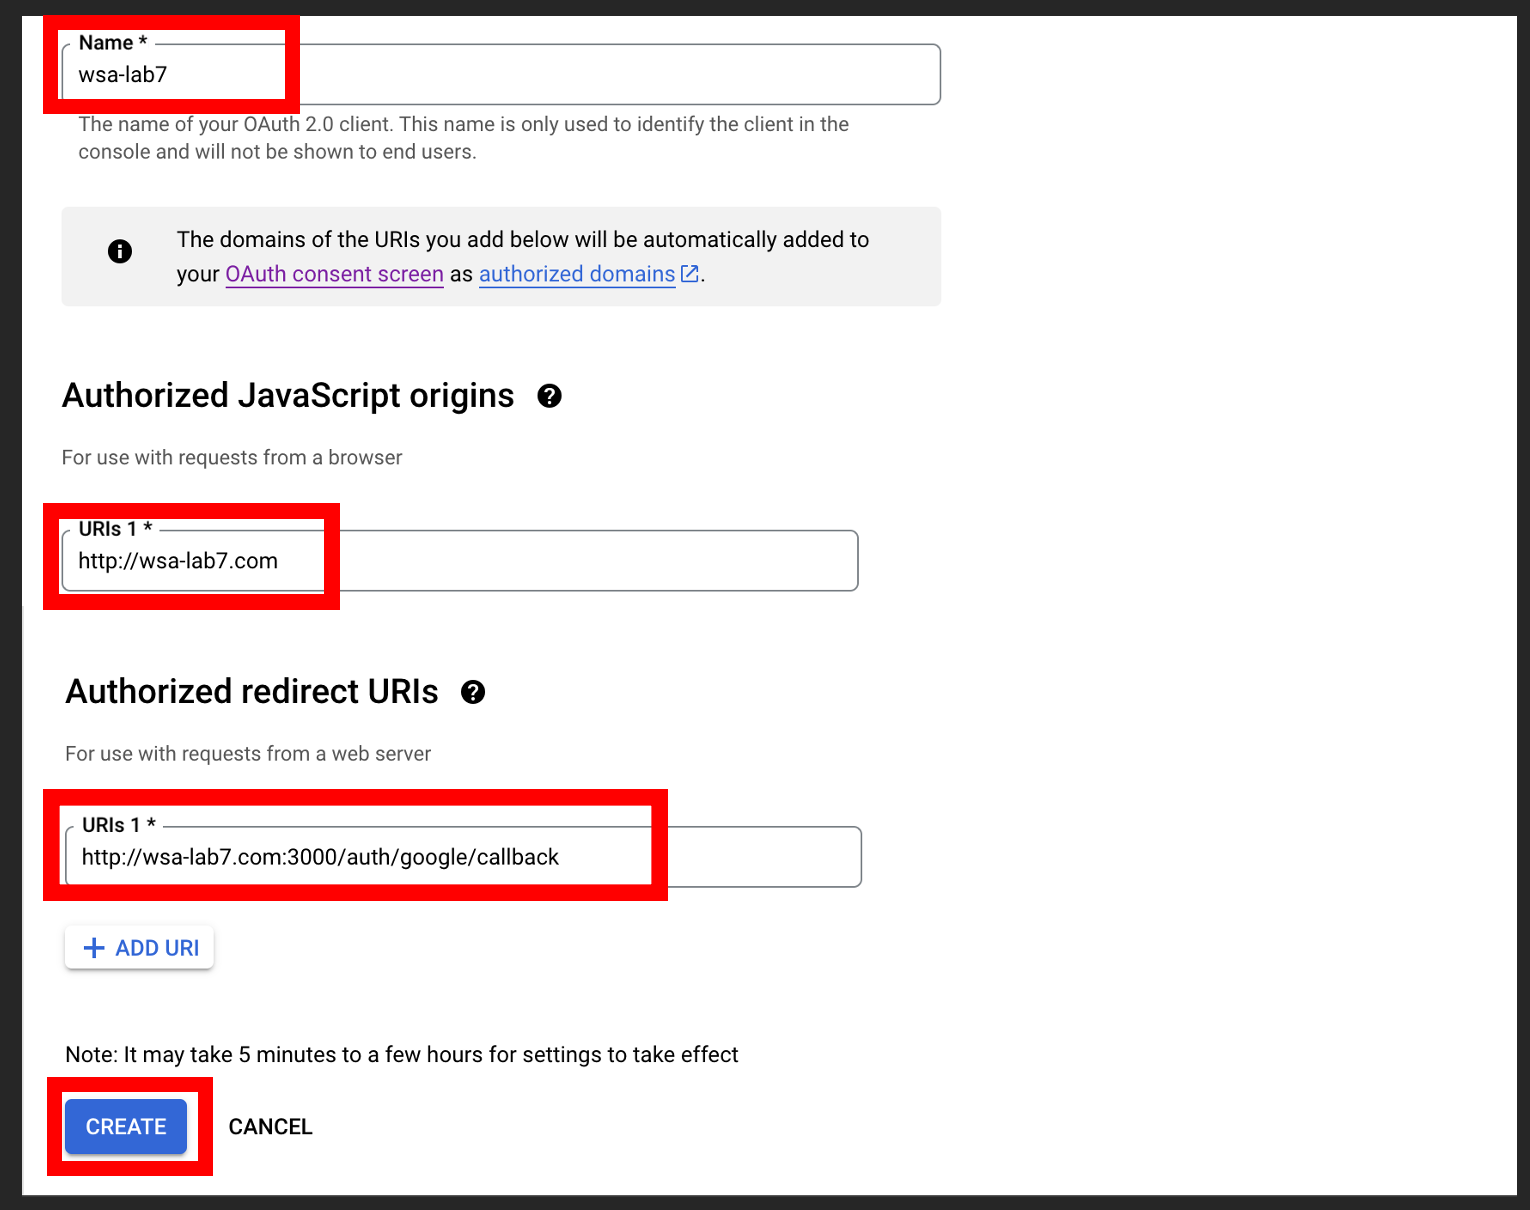 Name *
wsa-lab7
The name of your OAuth 2.0 client. This name is only used to identify the client in the
console and will not be shown to end users.
The domains of the URIs you add below will be automatically added to
your OAuth consent screen as authorized domains.
Authorized JavaScript origins
For use with requests from a browser
URIs 1 *
http://wsa-lab7.com
Authorized redirect URIs
For use with requests from a web server
URIs 1 *
http://wsa-lab7.com:3000/auth/google/callback
ADD URI
Note: It may take 5 minutes to a few hours for settings to take effect
CREATE CANCEL